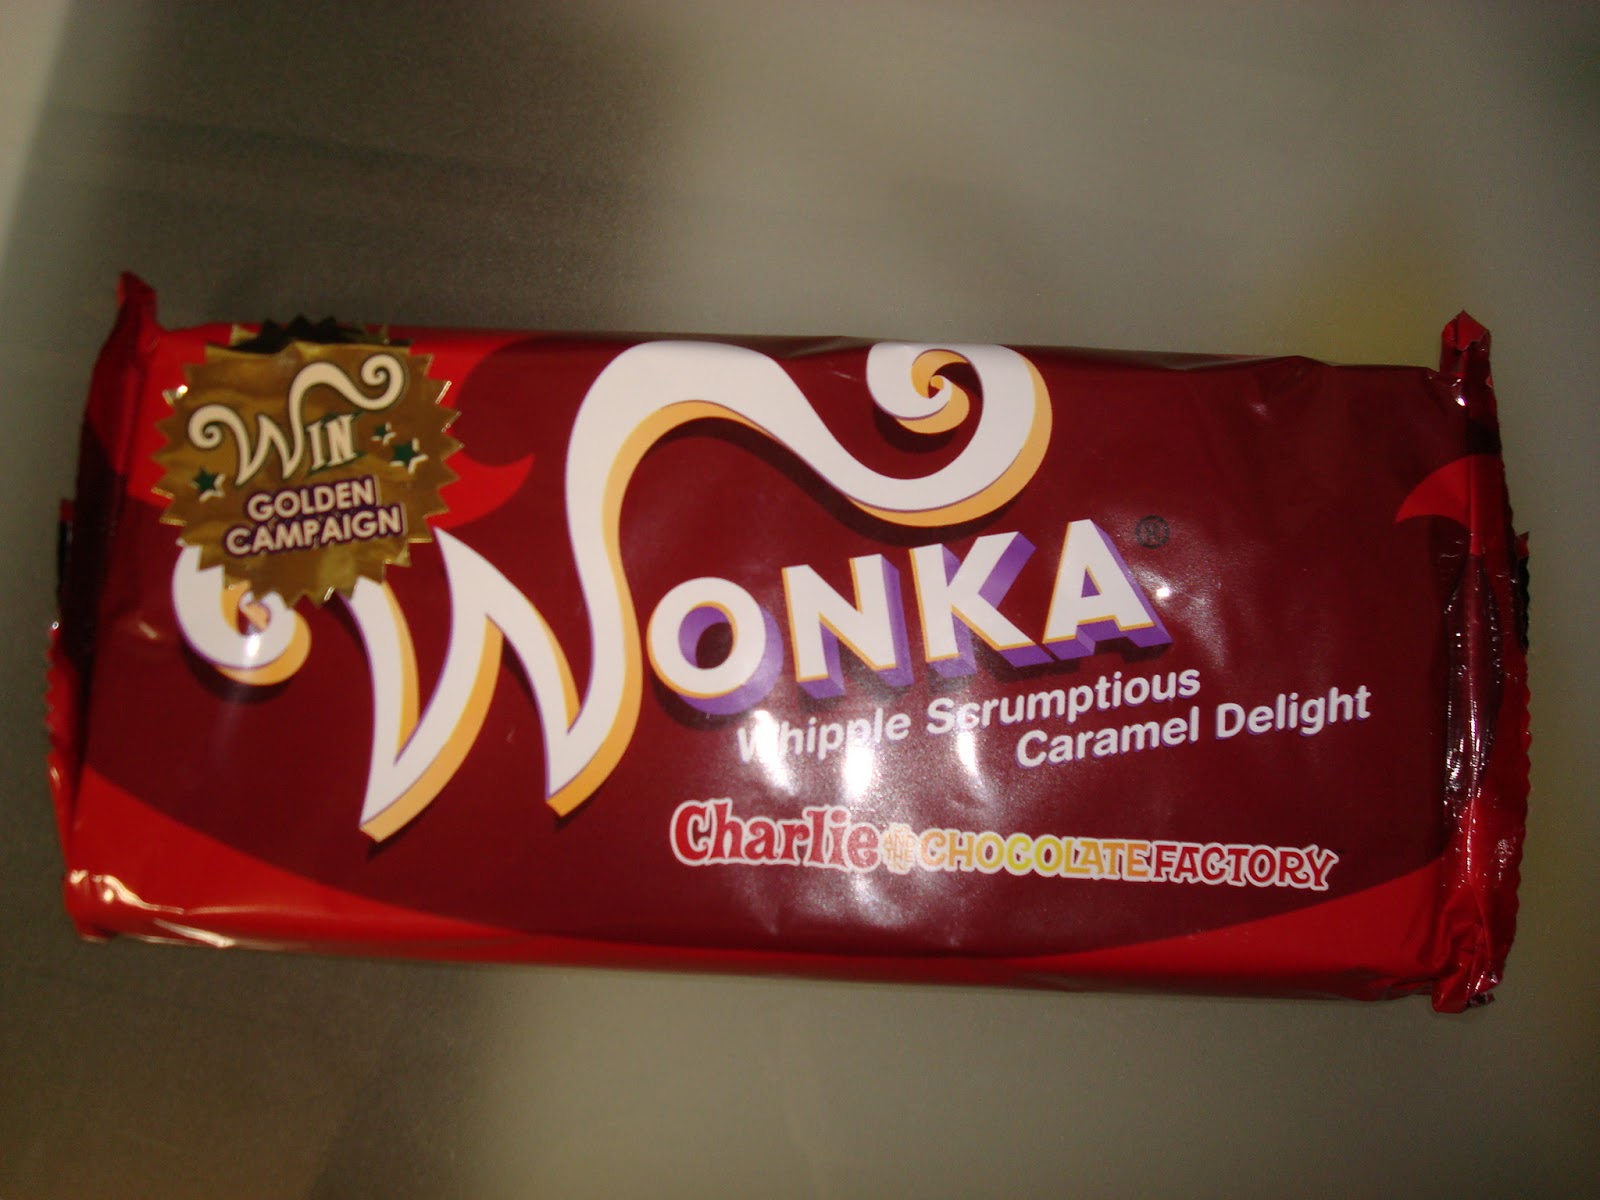 WIN
GOLDEN
CAMPAIGN
WONKA®
Whipple Scrumptious
Caramel Delight
Charlie AND THE CHOCOLATE FACTORY